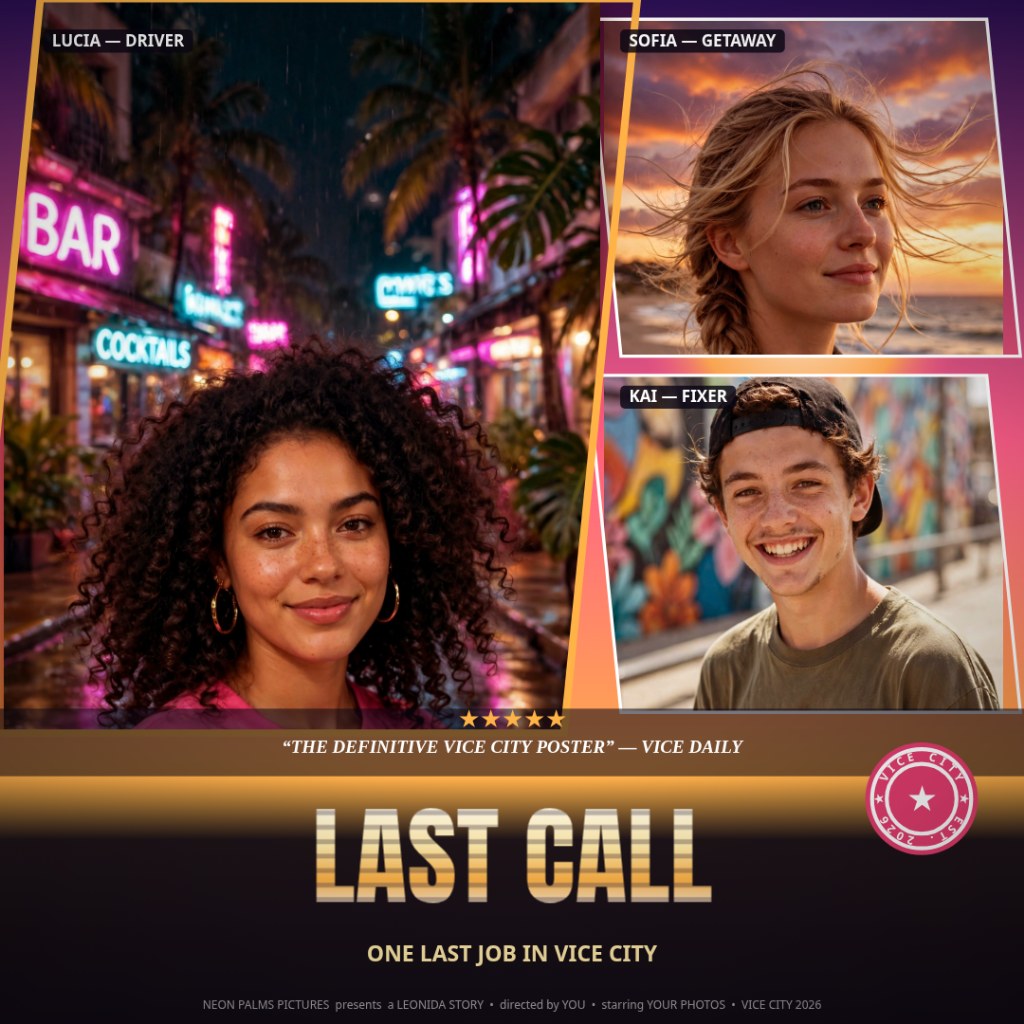 LUCIA — DRIVER
SOFIA — GETAWAY
BAR
COCKTAILS
KAI — FIXER
★★★★★
“THE DEFINITIVE VICE CITY POSTER” — VICE DAILY
VICE CITY
★ ★ ★
EST. 2026
LAST CALL
ONE LAST JOB IN VICE CITY
NEON PALMS PICTURES presents a LEONIDA STORY • directed by YOU • starring YOUR PHOTOS • VICE CITY 2026